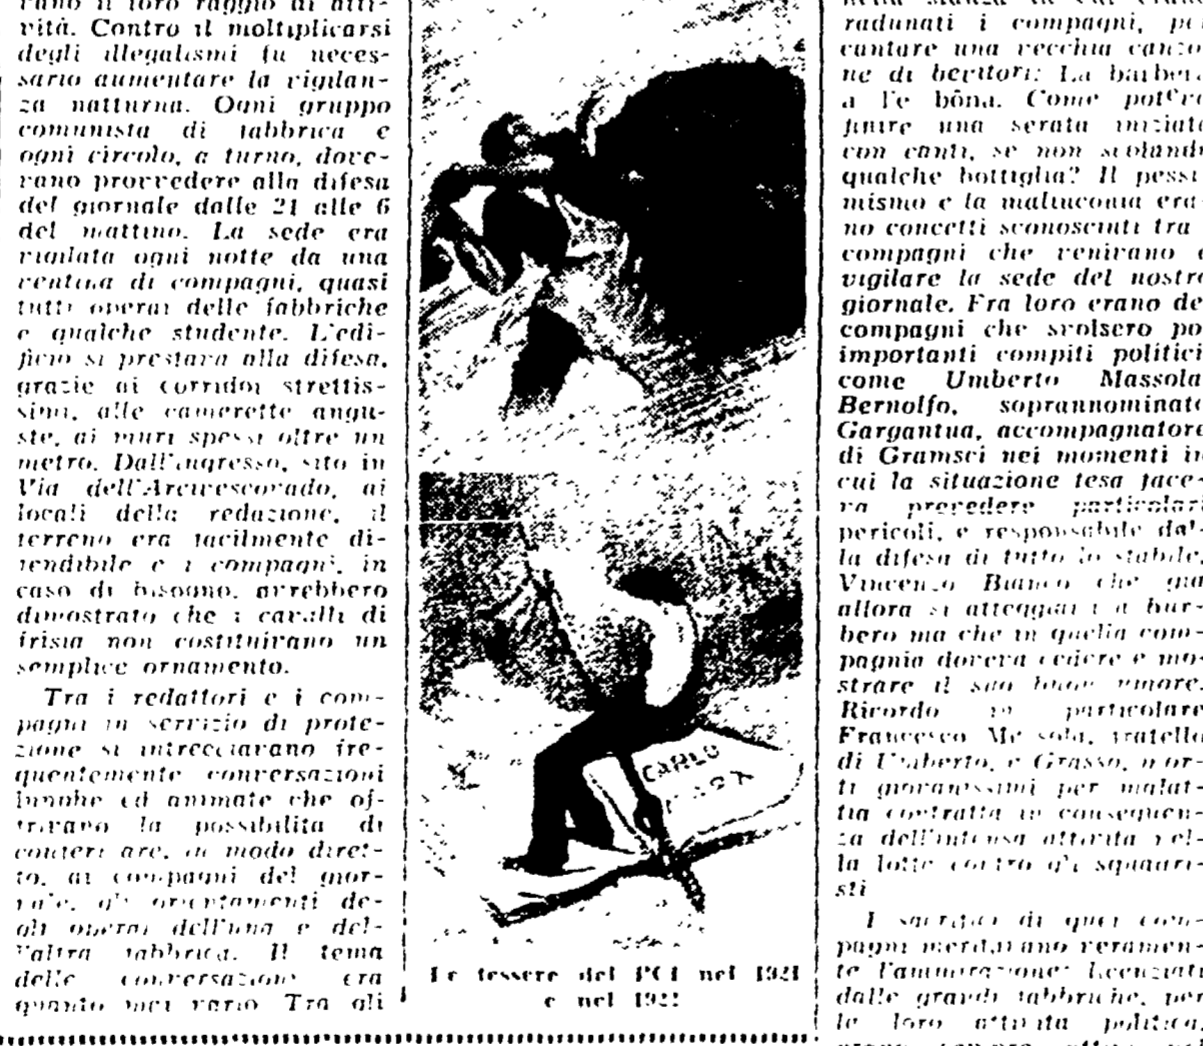 rano il loro raggio di atti-
vità. Contro il moltiplicarsi
degli illegalismi fu neces-
sario aumentare la vigilan-
za natturna. Ogni gruppo
comunista di fabbrica e
ogni circolo, a turno, dove-
vano provvedere alla difesa
del giornale dalle 21 alle 6
del mattino. La sede era
vigilata ogni notte da una
ventina di compagni, quasi
tutti operai delle fabbriche
e qualche studente. L'edi-
ficio si prestava alla difesa,
grazie ai corridoi strettis-
simi, alle camerette angu-
ste, ai muri spessi oltre un
metro. Dall'ingresso, sito in
Via dell'Arcivescovado, ai
locali della redazione, il
terreno era facilmente di-
fendibile e i compagni, in
caso di bisogno, avrebbero
dimostrato che i cavalli di
frisia non costituivano un
semplice ornamento.
Tra i redattori e i com-
pagni in servizio di prote-
zione si intrecciavano fre-
quentemente conversazioni
lunghe ed animate che of-
frivano la possibilità di
conferire, in modo diret-
to, ai compagni del gior-
nale, gli orientamenti de-
gli operai dell'una e del-
l'altra fabbrica. Il tema
delle conversazioni era
quanto mai vario Tra gli
CARLO
Le tessere del PCI nel 1921
e nel 1922
radunati i compagni, per
cantare una vecchia canzo-
ne di bevitori: La barbera
a l'e bôna. Come poteva
finire una serata iniziata
con canti, se non scolando
qualche bottiglia? Il pessi-
mismo e la malinconia era-
no concetti sconosciuti tra i
compagni che venivano a
vigilare la sede del nostro
giornale. Fra loro erano dei
compagni che svolsero poi
importanti compiti politici
come Umberto Massola
Bernolfo, soprannominato
Gargantua, accompagnatore
di Gramsci nei momenti in
cui la situazione tesa face-
va prevedere particolari
pericoli, e responsabile dal-
la difesa di tutto lo stabile,
Vincenzo Bianco che già
allora si atteggiava a bur-
bero ma che in quella com-
pagnia doveva cedere e mo-
strare il suo buon umore.
Ricordo in particolare
Francesco Massola, fratello
di Umberto, e Grasso, mor-
ti giovanissimi per malat-
tia contratta in conseguen-
za dell'intensa attività nel-
la lotta contro gli squadri-
sti
I sacrifici di quei com-
pagni meritavano veramen-
te l'ammirazione: licenziati
dalle grandi fabbriche, per
le loro attività politica,